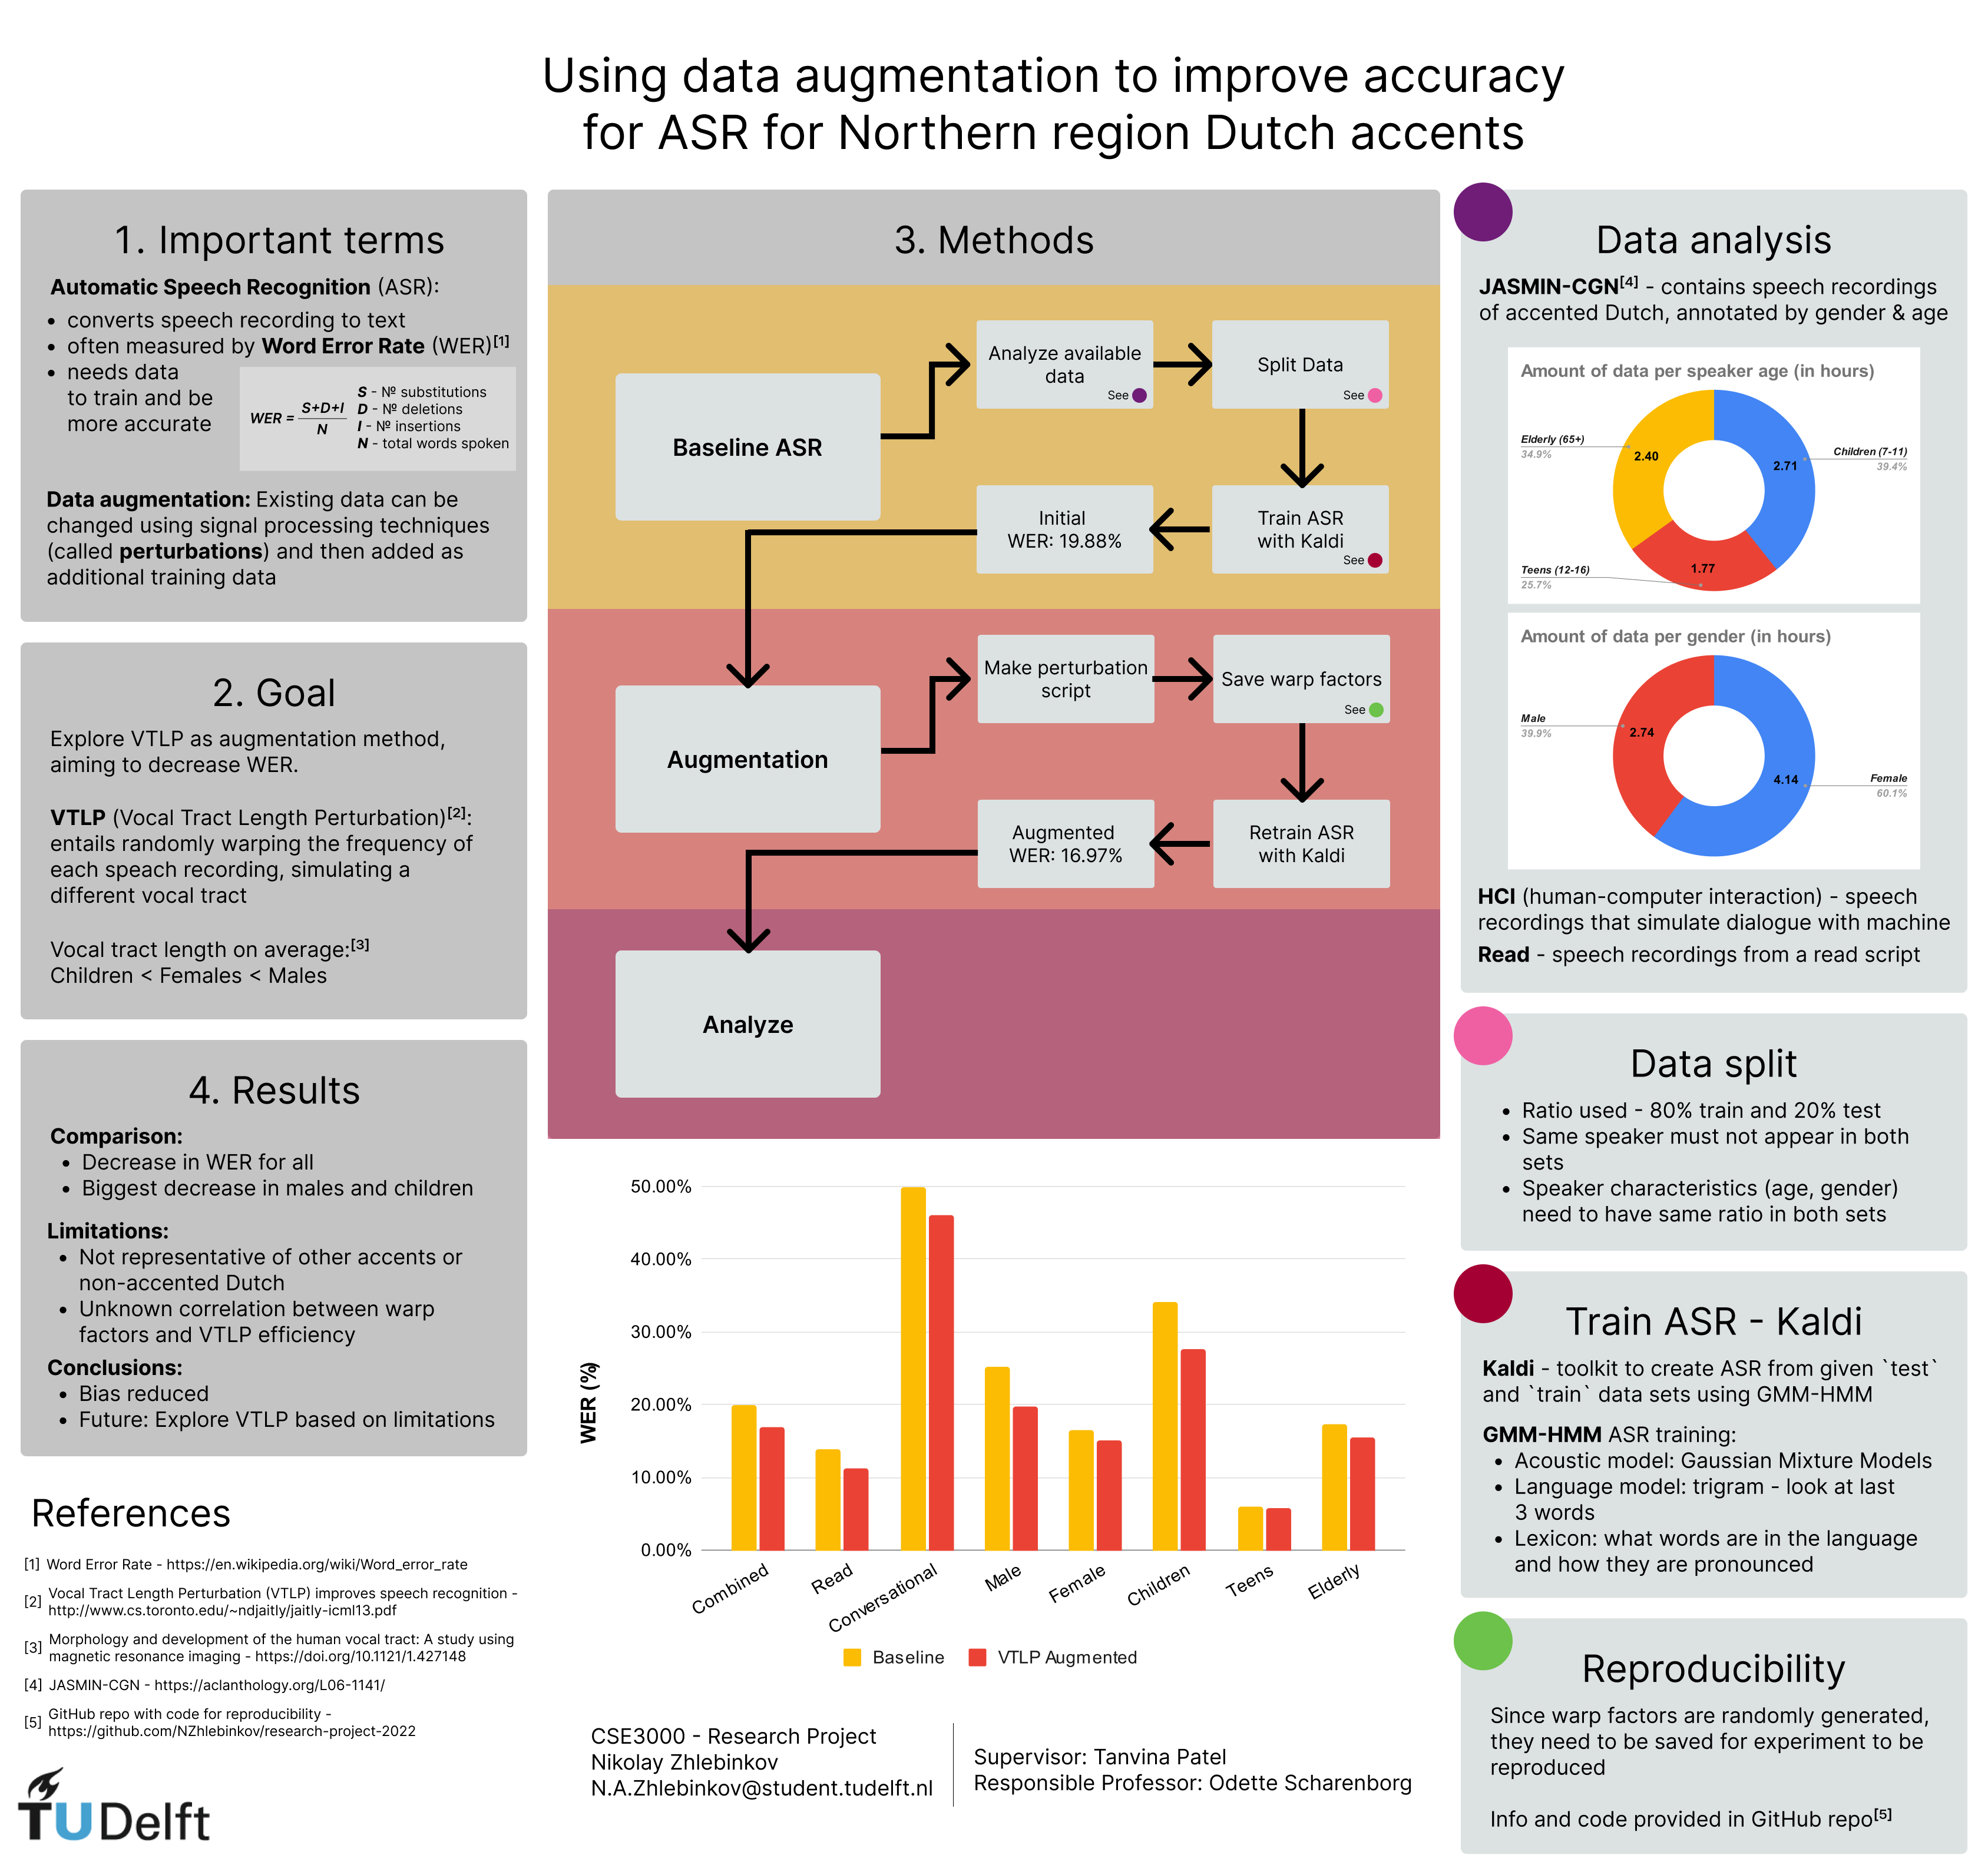 Using data augmentation to improve accuracy
for ASR for Northern region Dutch accents
1. Important terms
Automatic Speech Recognition (ASR):
• converts speech recording to text
• often measured by Word Error Rate (WER)[1]
• needs data
to train and be
more accurate
WER = S+D+I
N
S - № substitutions
D - № deletions
I - № insertions
N - total words spoken
Data augmentation: Existing data can be
changed using signal processing techniques
(called perturbations) and then added as
additional training data
2. Goal
Explore VTLP as augmentation method,
aiming to decrease WER.
VTLP (Vocal Tract Length Perturbation)[2]:
entails randomly warping the frequency of
each speach recording, simulating a
different vocal tract
Vocal tract length on average:[3]
Children < Females < Males
3. Methods
Baseline ASR
Analyze available
data
See
Split Data
See
Train ASR
with Kaldi
See
Initial
WER: 19.88%
Augmentation
Make perturbation
script
Save warp factors
See
Retrain ASR
with Kaldi
Augmented
WER: 16.97%
Analyze
4. Results
Comparison:
• Decrease in WER for all
• Biggest decrease in males and children
Limitations:
• Not representative of other accents or
non-accented Dutch
• Unknown correlation between warp
factors and VTLP efficiency
Conclusions:
• Bias reduced
• Future: Explore VTLP based on limitations
WER (%)
50.00%
40.00%
30.00%
20.00%
10.00%
0.00%
Combined
Read
Conversational
Male
Female
Children
Teens
Elderly
Baseline
VTLP Augmented
Data analysis
JASMIN-CGN[4] - contains speech recordings
of accented Dutch, annotated by gender & age
Amount of data per speaker age (in hours)
Elderly (65+)
34.9%
2.40
2.71
Children (7-11)
39.4%
Teens (12-16)
25.7%
1.77
Amount of data per gender (in hours)
Male
39.9%
2.74
4.14
Female
60.1%
HCI (human-computer interaction) - speech
recordings that simulate dialogue with machine
Read - speech recordings from a read script
Data split
• Ratio used - 80% train and 20% test
• Same speaker must not appear in both
sets
• Speaker characteristics (age, gender)
need to have same ratio in both sets
Train ASR - Kaldi
Kaldi - toolkit to create ASR from given `test`
and `train` data sets using GMM-HMM
GMM-HMM ASR training:
• Acoustic model: Gaussian Mixture Models
• Language model: trigram - look at last
3 words
• Lexicon: what words are in the language
and how they are pronounced
Reproducibility
Since warp factors are randomly generated,
they need to be saved for experiment to be
reproduced
Info and code provided in GitHub repo[5]
References
[1] Word Error Rate - https://en.wikipedia.org/wiki/Word_error_rate
[2] Vocal Tract Length Perturbation (VTLP) improves speech recognition -
http://www.cs.toronto.edu/~ndjaitly/jaitly-icml13.pdf
[3] Morphology and development of the human vocal tract: A study using
magnetic resonance imaging - https://doi.org/10.1121/1.427148
[4] JASMIN-CGN - https://aclanthology.org/L06-1141/
[5] GitHub repo with code for reproducibility -
https://github.com/NZhlebinkov/research-project-2022
TUDelft
CSE3000 - Research Project
Nikolay Zhlebinkov
N.A.Zhlebinkov@student.tudelft.nl
Supervisor: Tanvina Patel
Responsible Professor: Odette Scharenborg